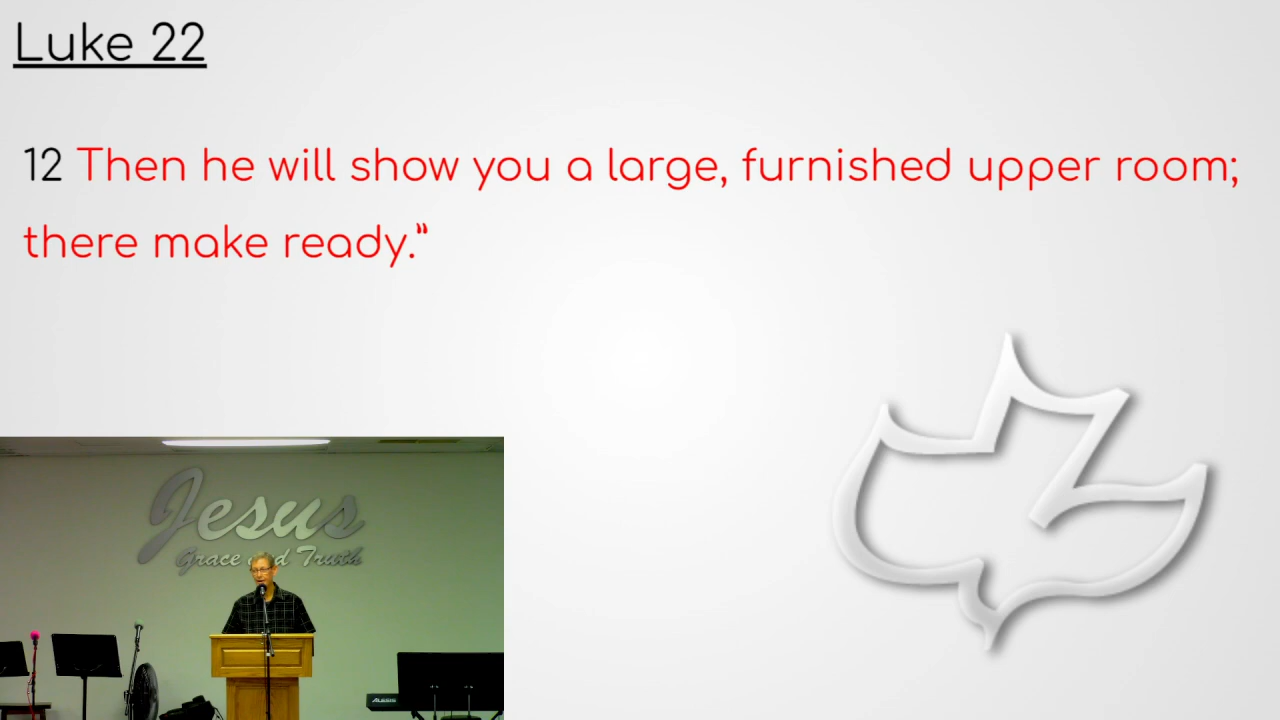 Luke 22
12 Then he will show you a large, furnished upper room;
there make ready.”
Jesus
Grace and Truth
ALESIS